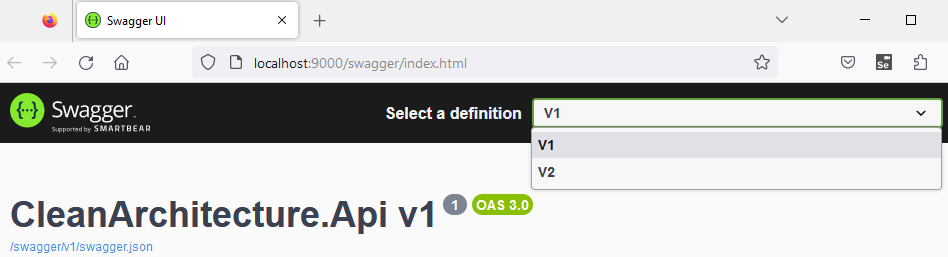 Swagger UI
localhost:9000/swagger/index.html
Se
Swagger
Supported by SMARTBEAR
Select a definition
V1
V1
V2
CleanArchitecture.Api v1 1 OAS 3.0
/swagger/v1/swagger.json